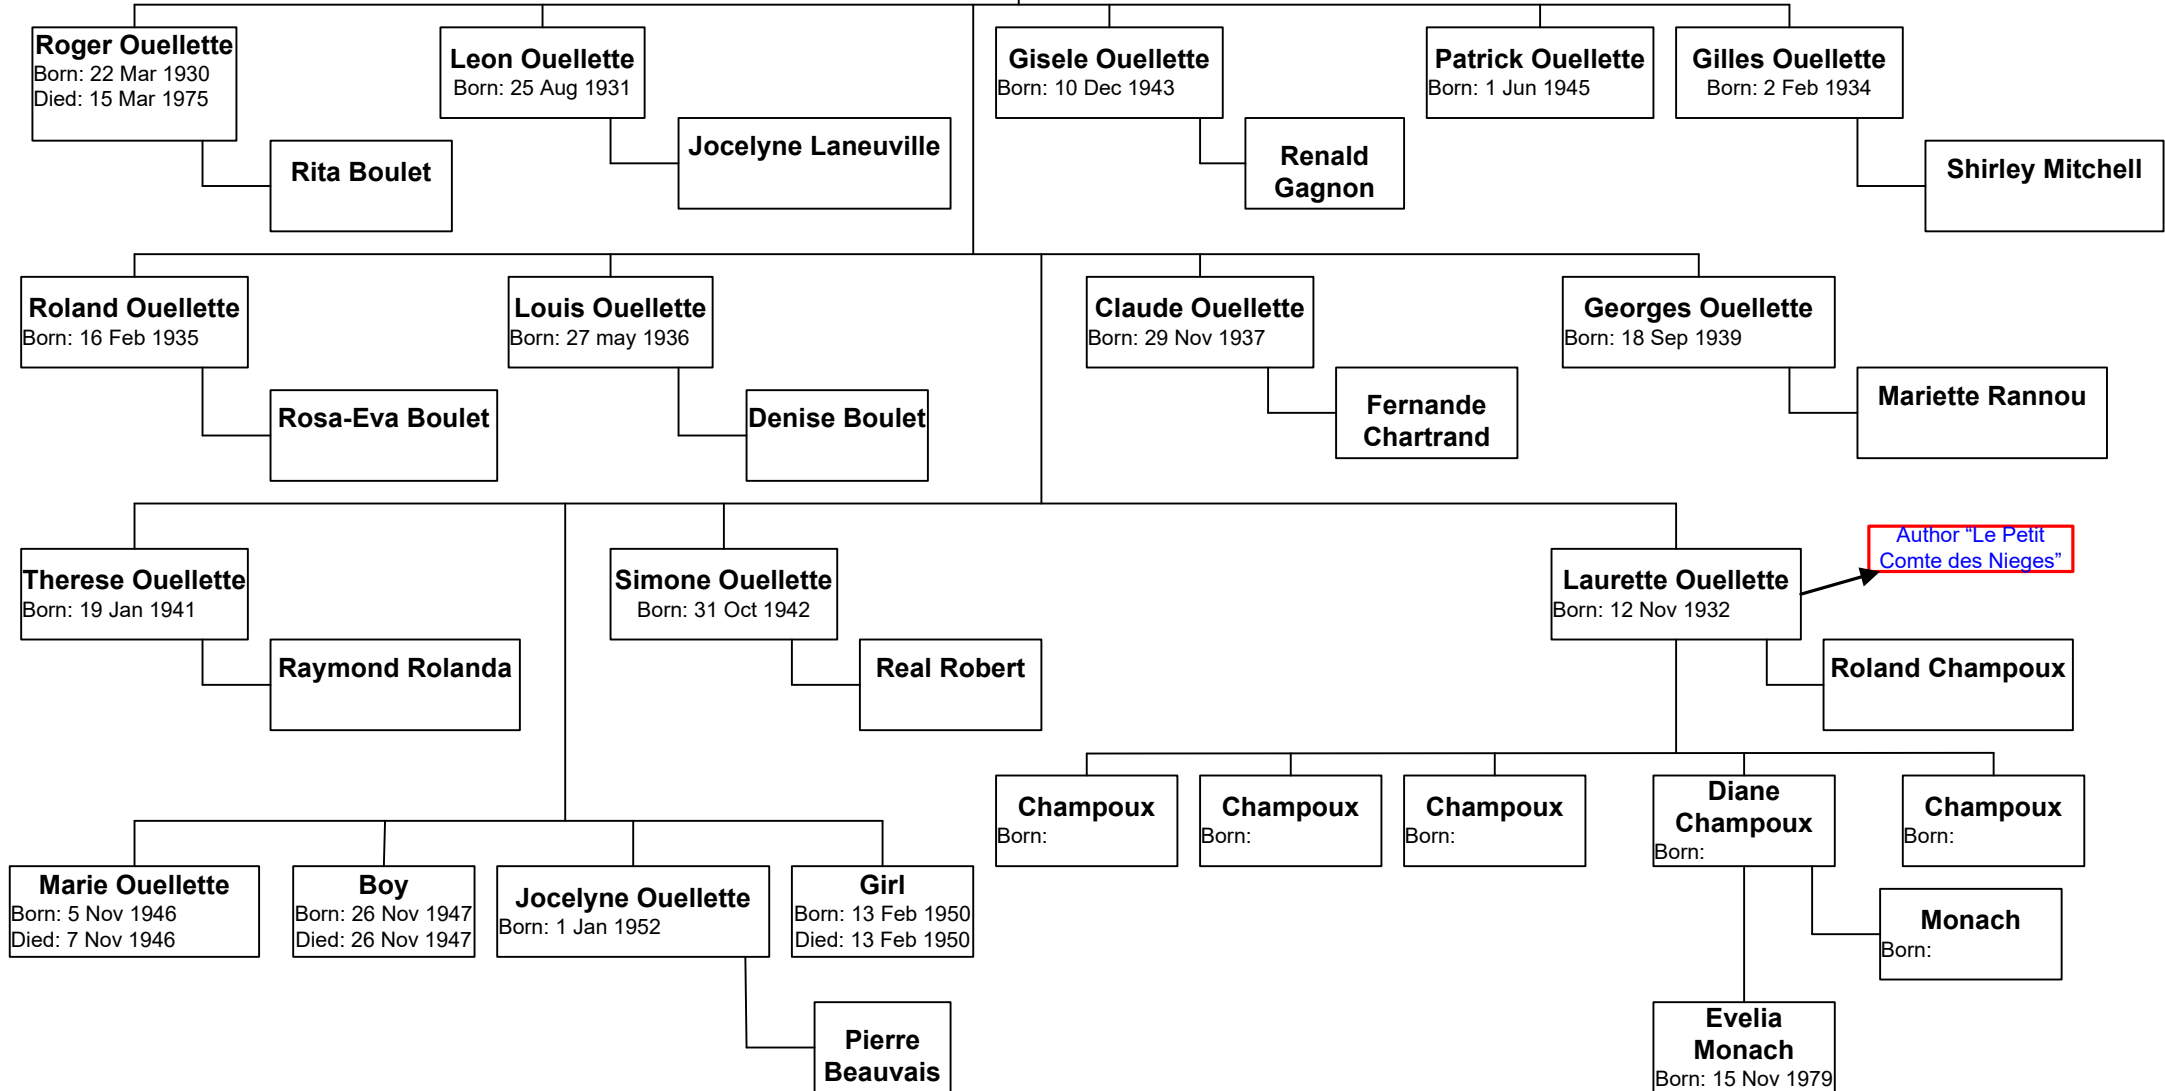 Roger Ouellette
Born: 22 Mar 1930
Died: 15 Mar 1975
Rita Boulet
Leon Ouellette
Born: 25 Aug 1931
Jocelyne Laneuville
Gisele Ouellette
Born: 10 Dec 1943
Renald
Gagnon
Patrick Ouellette
Born: 1 Jun 1945
Gilles Ouellette
Born: 2 Feb 1934
Shirley Mitchell
Roland Ouellette
Born: 16 Feb 1935
Rosa-Eva Boulet
Louis Ouellette
Born: 27 may 1936
Denise Boulet
Claude Ouellette
Born: 29 Nov 1937
Fernande
Chartrand
Georges Ouellette
Born: 18 Sep 1939
Mariette Rannou
Therese Ouellette
Born: 19 Jan 1941
Raymond Rolanda
Simone Ouellette
Born: 31 Oct 1942
Real Robert
Laurette Ouellette
Born: 12 Nov 1932
Author “Le Petit
Comte des Nieges”
Roland Champoux
Champoux
Born:
Champoux
Born:
Champoux
Born:
Diane
Champoux
Born:
Champoux
Born:
Marie Ouellette
Born: 5 Nov 1946
Died: 7 Nov 1946
Boy
Born: 26 Nov 1947
Died: 26 Nov 1947
Jocelyne Ouellette
Born: 1 Jan 1952
Girl
Born: 13 Feb 1950
Died: 13 Feb 1950
Monach
Born:
Pierre
Beauvais
Evelia
Monach
Born: 15 Nov 1979